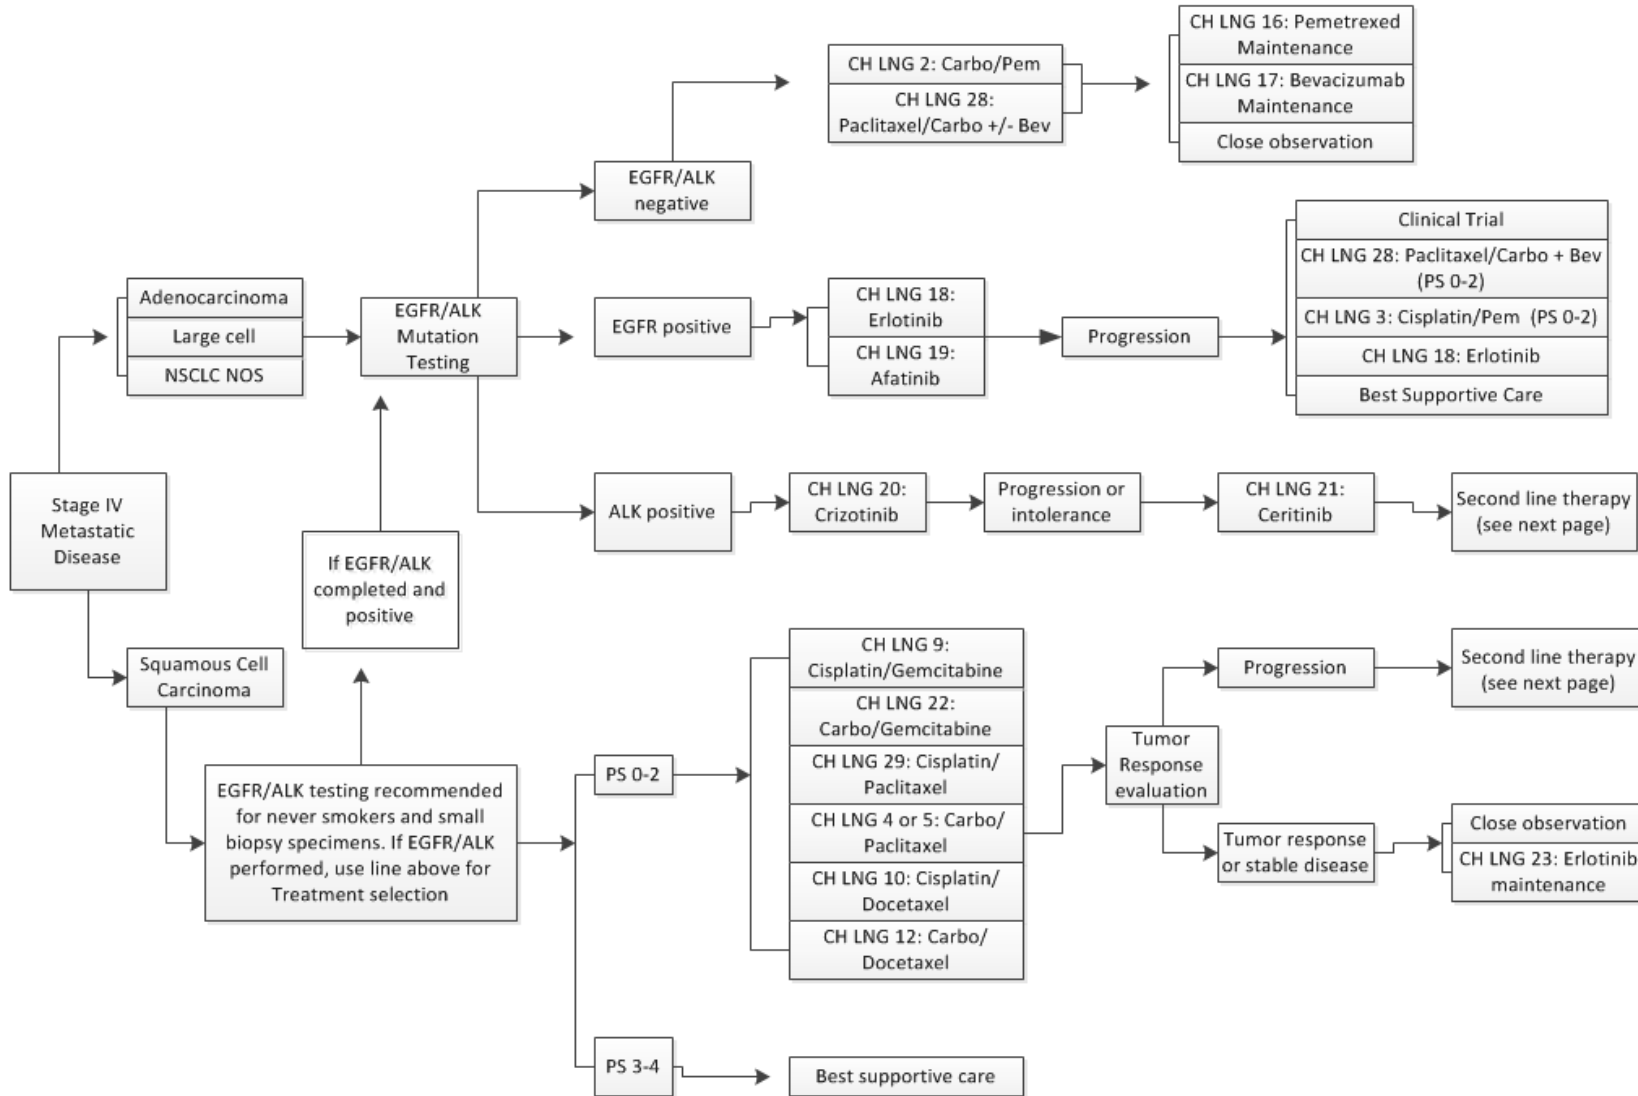 CH LNG 16: Pemetrexed
Maintenance
CH LNG 17: Bevacizumab
Maintenance
Close observation
CH LNG 2: Carbo/Pem
CH LNG 28:
Paclitaxel/Carbo +/- Bev
EGFR/ALK
negative
Adenocarcinoma
Large cell
NSCLC NOS
EGFR/ALK
Mutation
Testing
EGFR positive
CH LNG 18:
Erlotinib
CH LNG 19:
Afatinib
Progression
Clinical Trial
CH LNG 28: Paclitaxel/Carbo + Bev
(PS 0-2)
CH LNG 3: Cisplatin/Pem (PS 0-2)
CH LNG 18: Erlotinib
Best Supportive Care
Stage IV
Metastatic
Disease
If EGFR/ALK
completed and
positive
ALK positive
CH LNG 20:
Crizotinib
Progression or
intolerance
CH LNG 21:
Ceritinib
Second line therapy
(see next page)
Squamous Cell
Carcinoma
EGFR/ALK testing recommended
for never smokers and small
biopsy specimens. If EGFR/ALK
performed, use line above for
Treatment selection
PS 0-2
CH LNG 9:
Cisplatin/Gemcitabine
CH LNG 22:
Carbo/Gemcitabine
CH LNG 29: Cisplatin/
Paclitaxel
CH LNG 4 or 5: Carbo/
Paclitaxel
CH LNG 10: Cisplatin/
Docetaxel
CH LNG 12: Carbo/
Docetaxel
Tumor
Response
evaluation
Progression
Second line therapy
(see next page)
Tumor response
or stable disease
Close observation
CH LNG 23: Erlotinib
maintenance
PS 3-4
Best supportive care